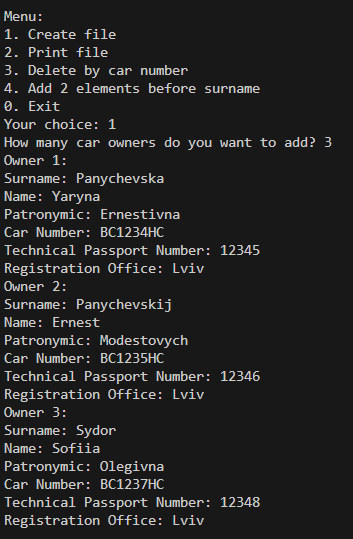 Menu:
1. Create file
2. Print file
3. Delete by car number
4. Add 2 elements before surname
0. Exit
Your choice: 1
How many car owners do you want to add? 3
Owner 1:
Surname: Panychevska
Name: Yaryna
Patronymic: Ernestivna
Car Number: BC1234HC
Technical Passport Number: 12345
Registration Office: Lviv
Owner 2:
Surname: Panychevskij
Name: Ernest
Patronymic: Modestovych
Car Number: BC1235HC
Technical Passport Number: 12346
Registration Office: Lviv
Owner 3:
Surname: Sydor
Name: Sofiia
Patronymic: Olegivna
Car Number: BC1237HC
Technical Passport Number: 12348
Registration Office: Lviv